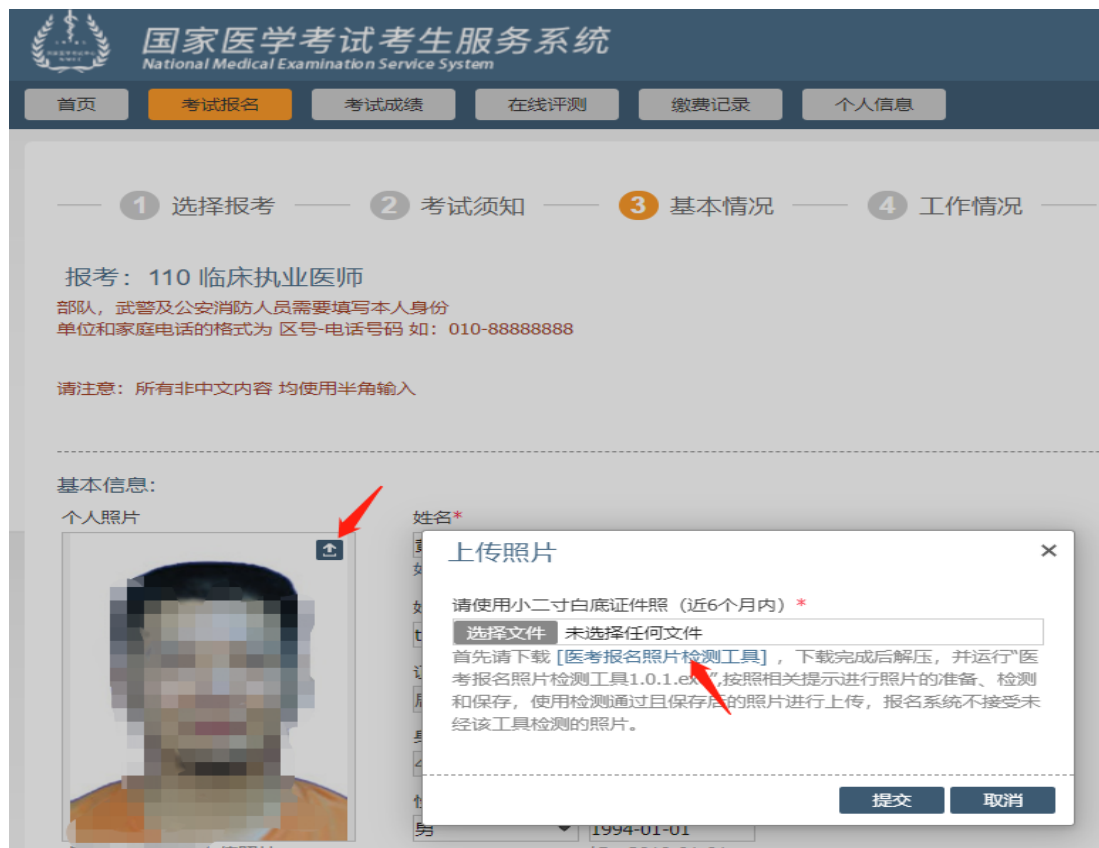 国家医学考试考生服务系统
National Medical Examination Service System
首页 考试报名 考试成绩 在线评测 缴费记录 个人信息
1 选择报考 2 考试须知 3 基本情况 4 工作情况
报考：110 临床执业医师
部队，武警及公安消防人员需要填写本人身份
单位和家庭电话的格式为 区号-电话号码 如：010-88888888
请注意：所有非中文内容 均使用半角输入
基本信息:
个人照片
姓名*
上传照片 ×
请使用小二寸白底证件照（近6个月内）*
选择文件 未选择任何文件
首先请下载 [医考报名照片检测工具] ，下载完成后解压，并运行“医
考报名照片检测工具1.0.1.exe”,按照相关提示进行照片的准备、检测
和保存，使用检测通过且保存后的照片进行上传，报名系统不接受未
经该工具检测的照片。
提交 取消
男 1994-01-01